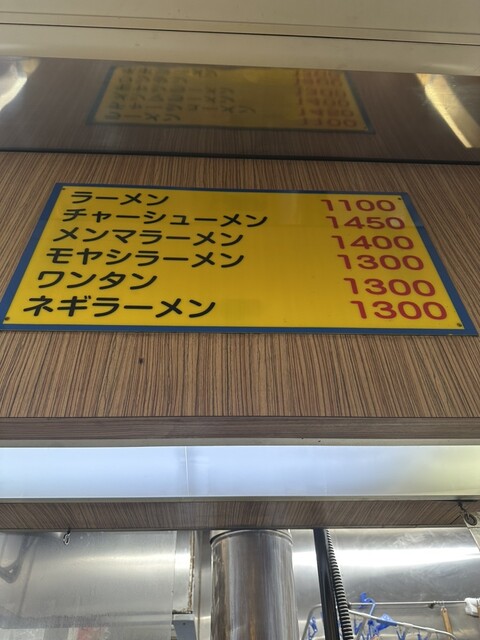 ラーメン 1100
チャーシューメン 1450
メンマラーメン 1400
モヤシラーメン 1300
ワンタン 1300
ネギラーメン 1300